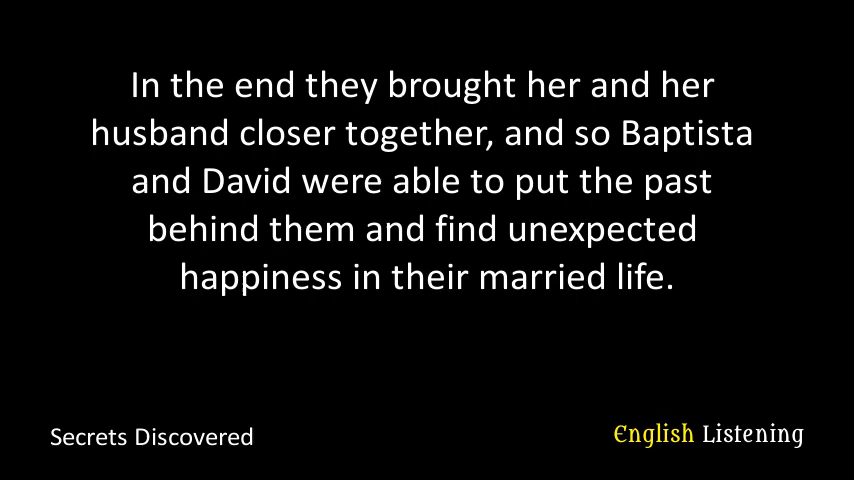 In the end they brought her and her
husband closer together, and so Baptista
and David were able to put the past
behind them and find unexpected
happiness in their married life.
Secrets Discovered
English Listening